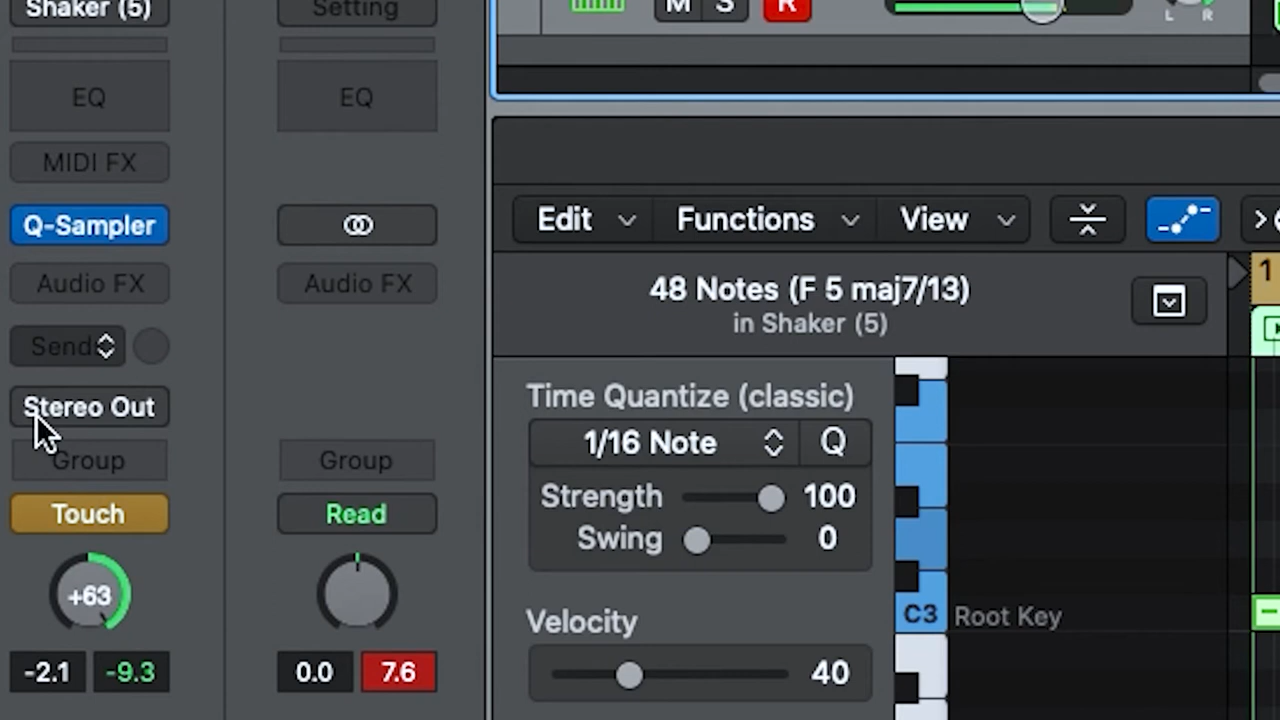 Shaker (5)
Setting
M S R
L R
EQ
EQ
MIDI FX
Q-Sampler
Audio FX
Audio FX
Send
Stereo Out
Group
Group
Touch
Read
+63
-2.1 -9.3
0.0 7.6
Edit Functions View
1
48 Notes (F 5 maj7/13)
in Shaker (5)
Time Quantize (classic)
1/16 Note Q
Strength 100
Swing 0
Velocity
40
C3 Root Key